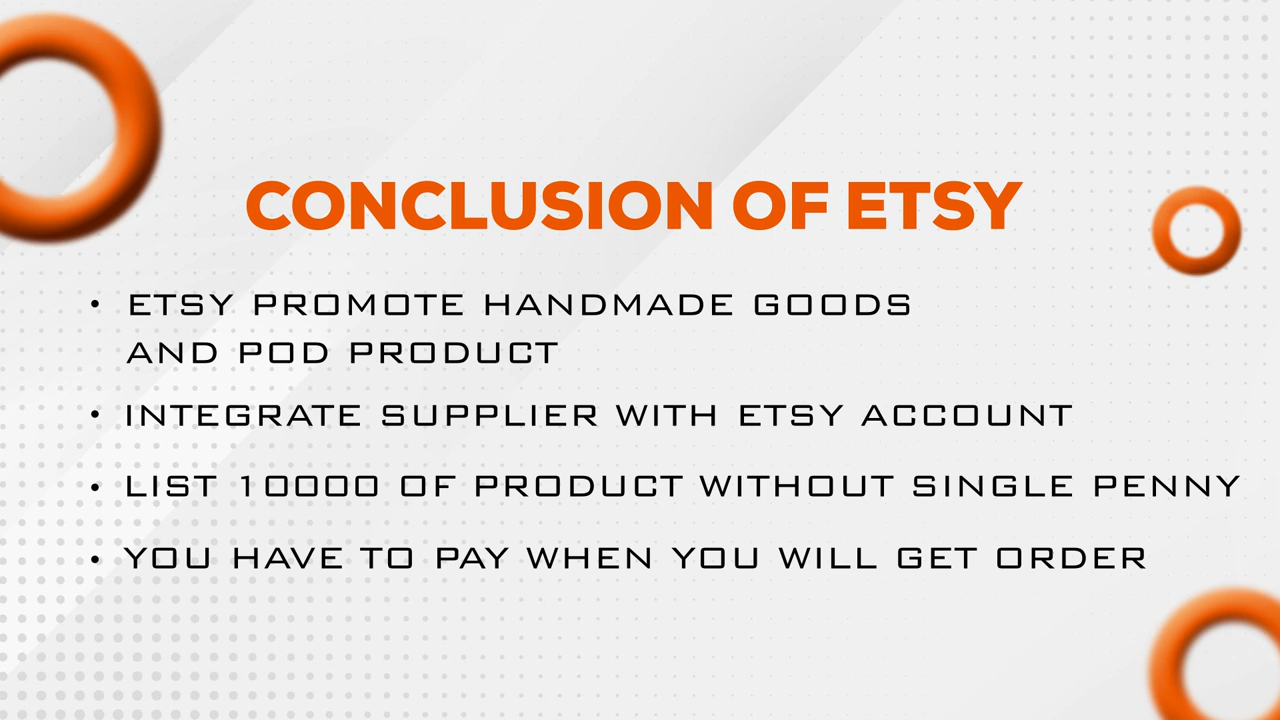 CONCLUSION OF ETSY
• ETSY PROMOTE HANDMADE GOODS
AND POD PRODUCT
• INTEGRATE SUPPLIER WITH ETSY ACCOUNT
• LIST 10000 OF PRODUCT WITHOUT SINGLE PENNY
• YOU HAVE TO PAY WHEN YOU WILL GET ORDER